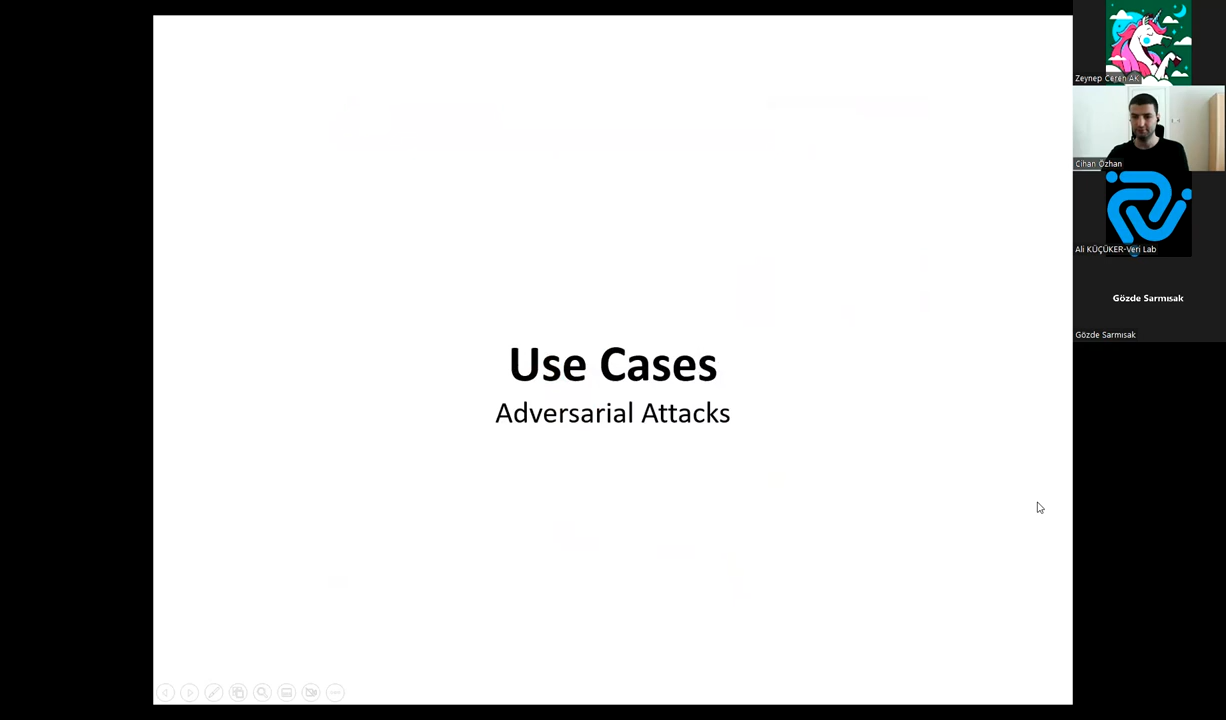 Use Cases
Adversarial Attacks
Zeynep Ceren AK
Cihan Özhan
Ali KÜÇÜKER-Veri Lab
Gözde Sarmısak
Gözde Sarmısak